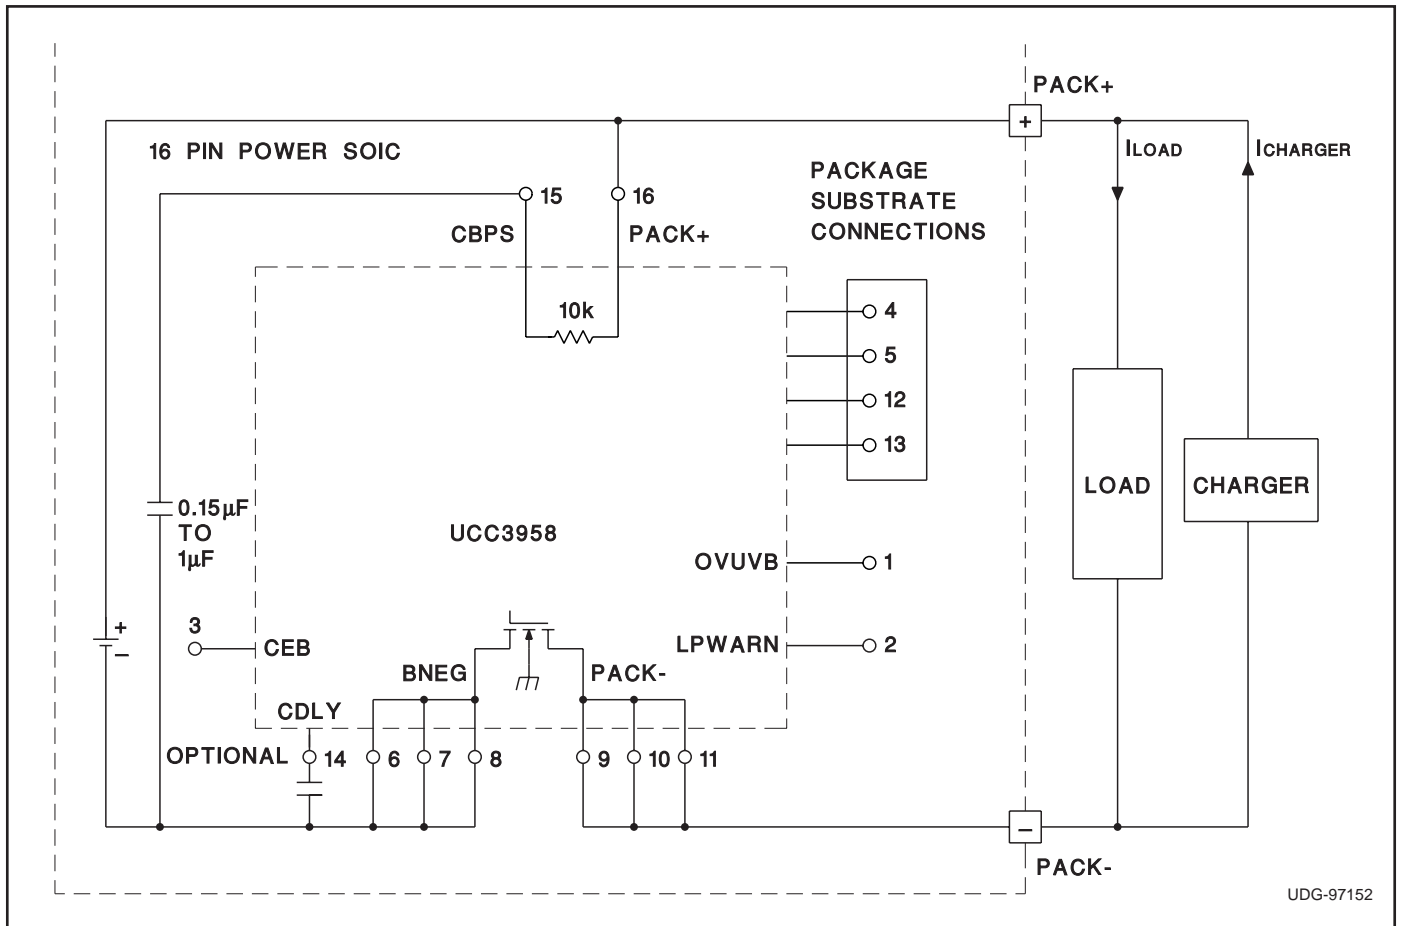 PACK+
+
16 PIN POWER SOIC
ILOAD
ICHARGER
PACKAGE
SUBSTRATE
CONNECTIONS
15
16
CBPS
PACK+
10k
4
5
12
13
LOAD
CHARGER
0.15µF
TO
1µF
UCC3958
OVUVB
1
3
+
–
CEB
LPWARN
2
BNEG
PACK-
CDLY
OPTIONAL
14
6
7
8
9
10
11
–
PACK-
UDG-97152